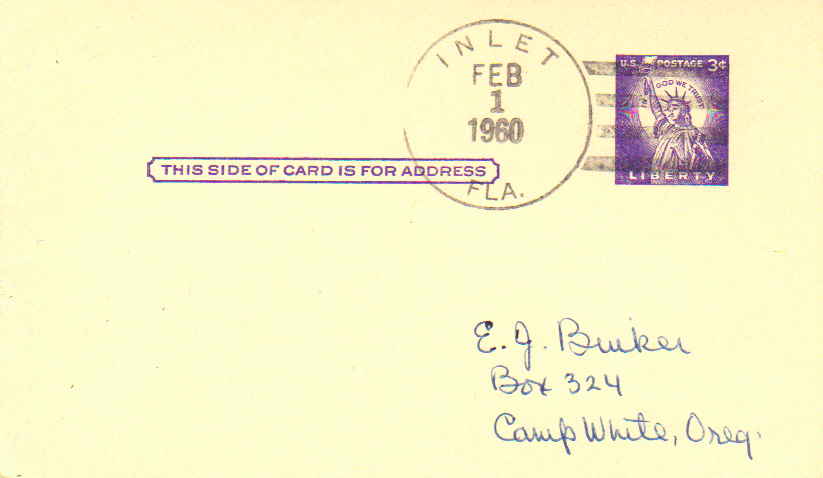 INLET
FEB
1
1960
FLA.
U.S. POSTAGE 3¢
IN GOD WE TRUST
LIBERTY
THIS SIDE OF CARD IS FOR ADDRESS
E. J. Bunker
Box 324
Camp White, Oreg.